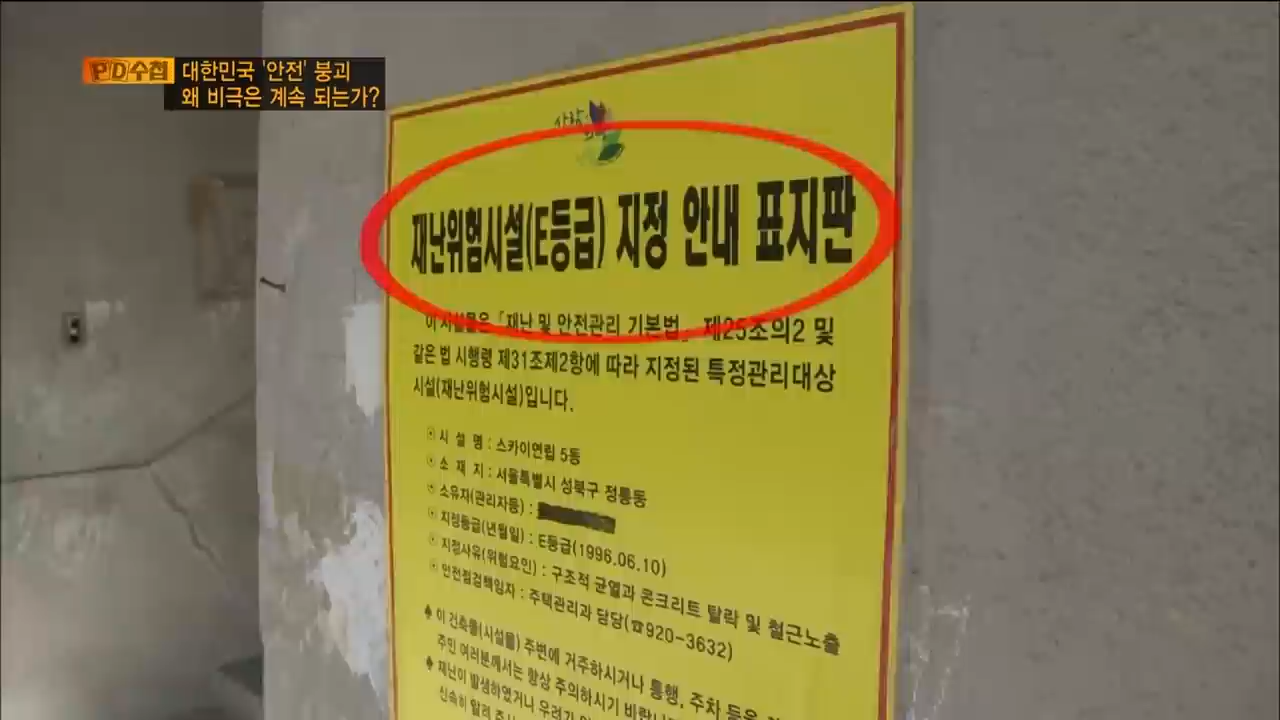 PD수첩
대한민국 '안전' 붕괴
왜 비극은 계속 되는가?
사람
재난위험시설(E등급) 지정 안내 표지판
이 시설물은 「재난 및 안전관리 기본법」 제25조의2 및
같은 법 시행령 제31조제2항에 따라 지정된 특정관리대상
시설(재난위험시설)입니다.
⊙ 시 설 명 : 스카이연립 5동
⊙ 소 재 지 : 서울특별시 성북구 정릉동
⊙ 소유자(관리자등) :
⊙ 지정등급(년월일) : E등급(1996.06.10)
⊙ 지정사유(위험요인) : 구조적 균열과 콘크리트 탈락 및 철근노출
⊙ 안전점검책임자 : 주택관리과 담당(☎920-3632)
♠ 이 건축물(시설물) 주변에 거주하시거나 통행, 주차 등을
주민 여러분께서는 항상 주의하시기 바랍니
♠ 재난이 발생하였거나 우려가
신속히 알려